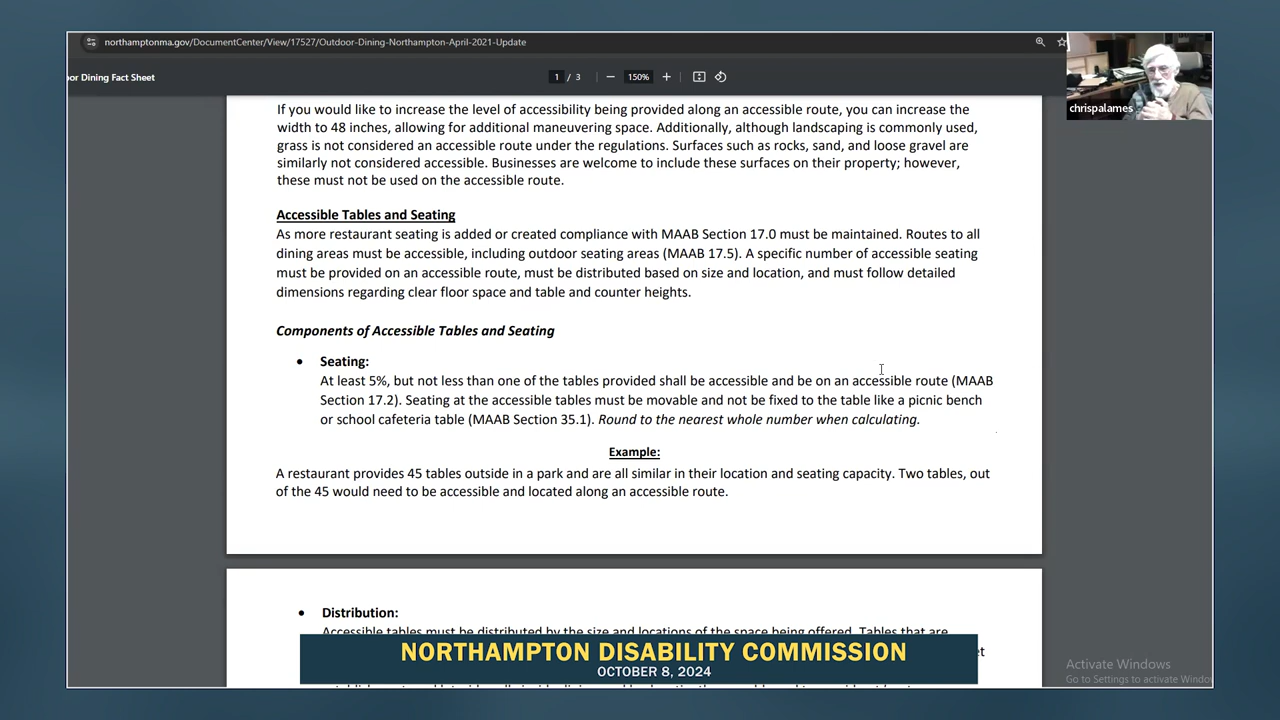 northamptonma.gov/DocumentCenter/View/17527/Outdoor-Dining-Northampton-April-2021-Update
or Dining Fact Sheet
1 / 3
150%
chrispalames
If you would like to increase the level of accessibility being provided along an accessible route, you can increase the
width to 48 inches, allowing for additional maneuvering space. Additionally, although landscaping is commonly used,
grass is not considered an accessible route under the regulations. Surfaces such as rocks, sand, and loose gravel are
similarly not considered accessible. Businesses are welcome to include these surfaces on their property; however,
these must not be used on the accessible route.
Accessible Tables and Seating
As more restaurant seating is added or created compliance with MAAB Section 17.0 must be maintained. Routes to all
dining areas must be accessible, including outdoor seating areas (MAAB 17.5). A specific number of accessible seating
must be provided on an accessible route, must be distributed based on size and location, and must follow detailed
dimensions regarding clear floor space and table and counter heights.
Components of Accessible Tables and Seating
• Seating:
At least 5%, but not less than one of the tables provided shall be accessible and be on an accessible route (MAAB
Section 17.2). Seating at the accessible tables must be movable and not be fixed to the table like a picnic bench
or school cafeteria table (MAAB Section 35.1). Round to the nearest whole number when calculating.
Example:
A restaurant provides 45 tables outside in a park and are all similar in their location and seating capacity. Two tables, out
of the 45 would need to be accessible and located along an accessible route.
• Distribution:
Accessible tables must be distributed by the size and locations of the space being offered. Tables that are
NORTHAMPTON DISABILITY COMMISSION
OCTOBER 8, 2024
Activate Windows
Go to Settings to activate Windo